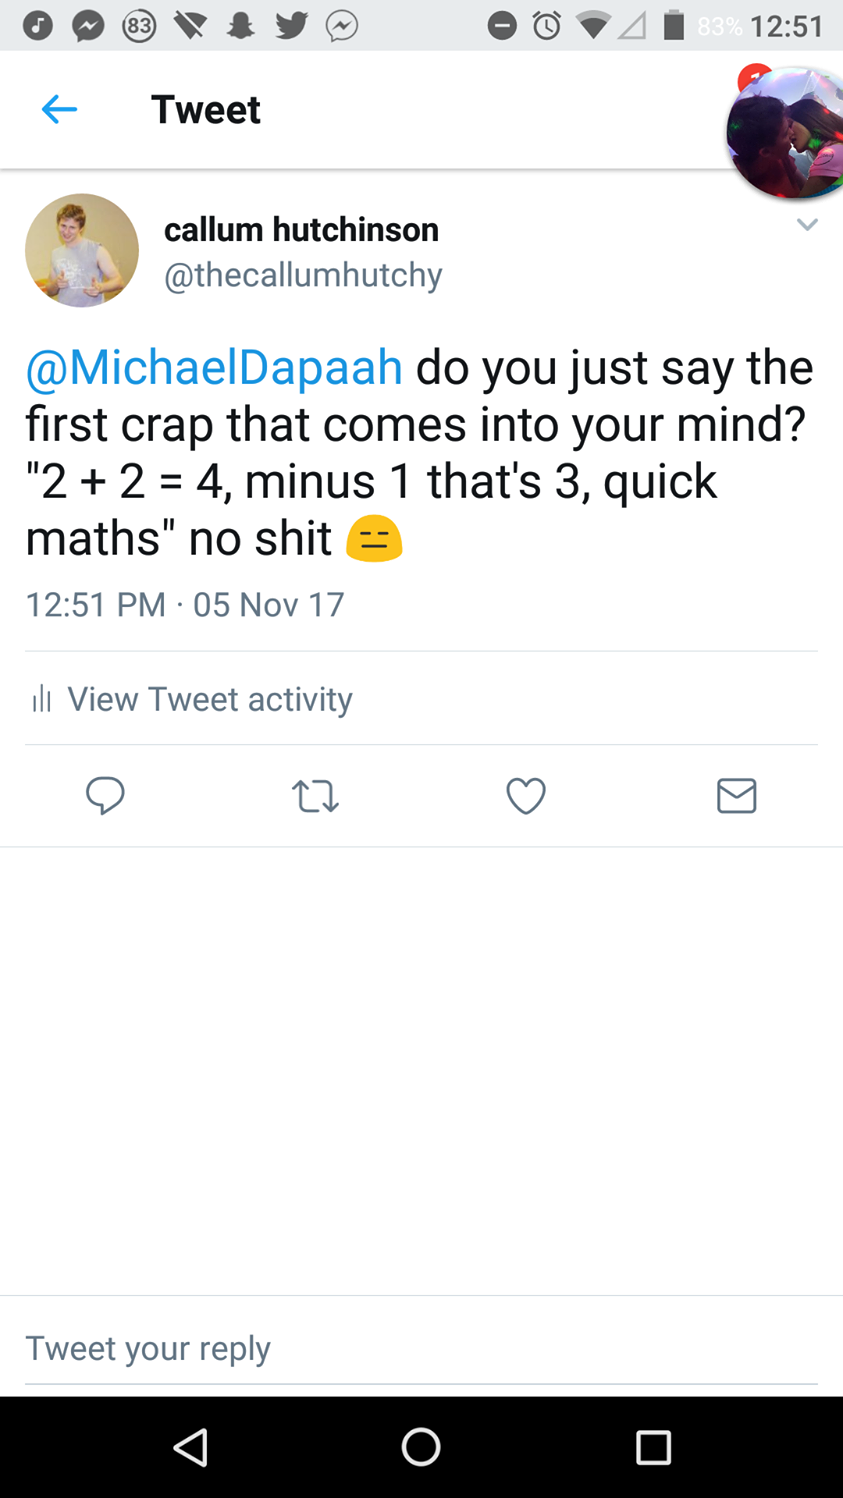 83 83% 12:51
Tweet
callum hutchinson
@thecallumhutchy
@MichaelDapaah do you just say the
first crap that comes into your mind?
"2 + 2 = 4, minus 1 that's 3, quick
maths" no shit 😑
12:51 PM · 05 Nov 17
View Tweet activity
Tweet your reply